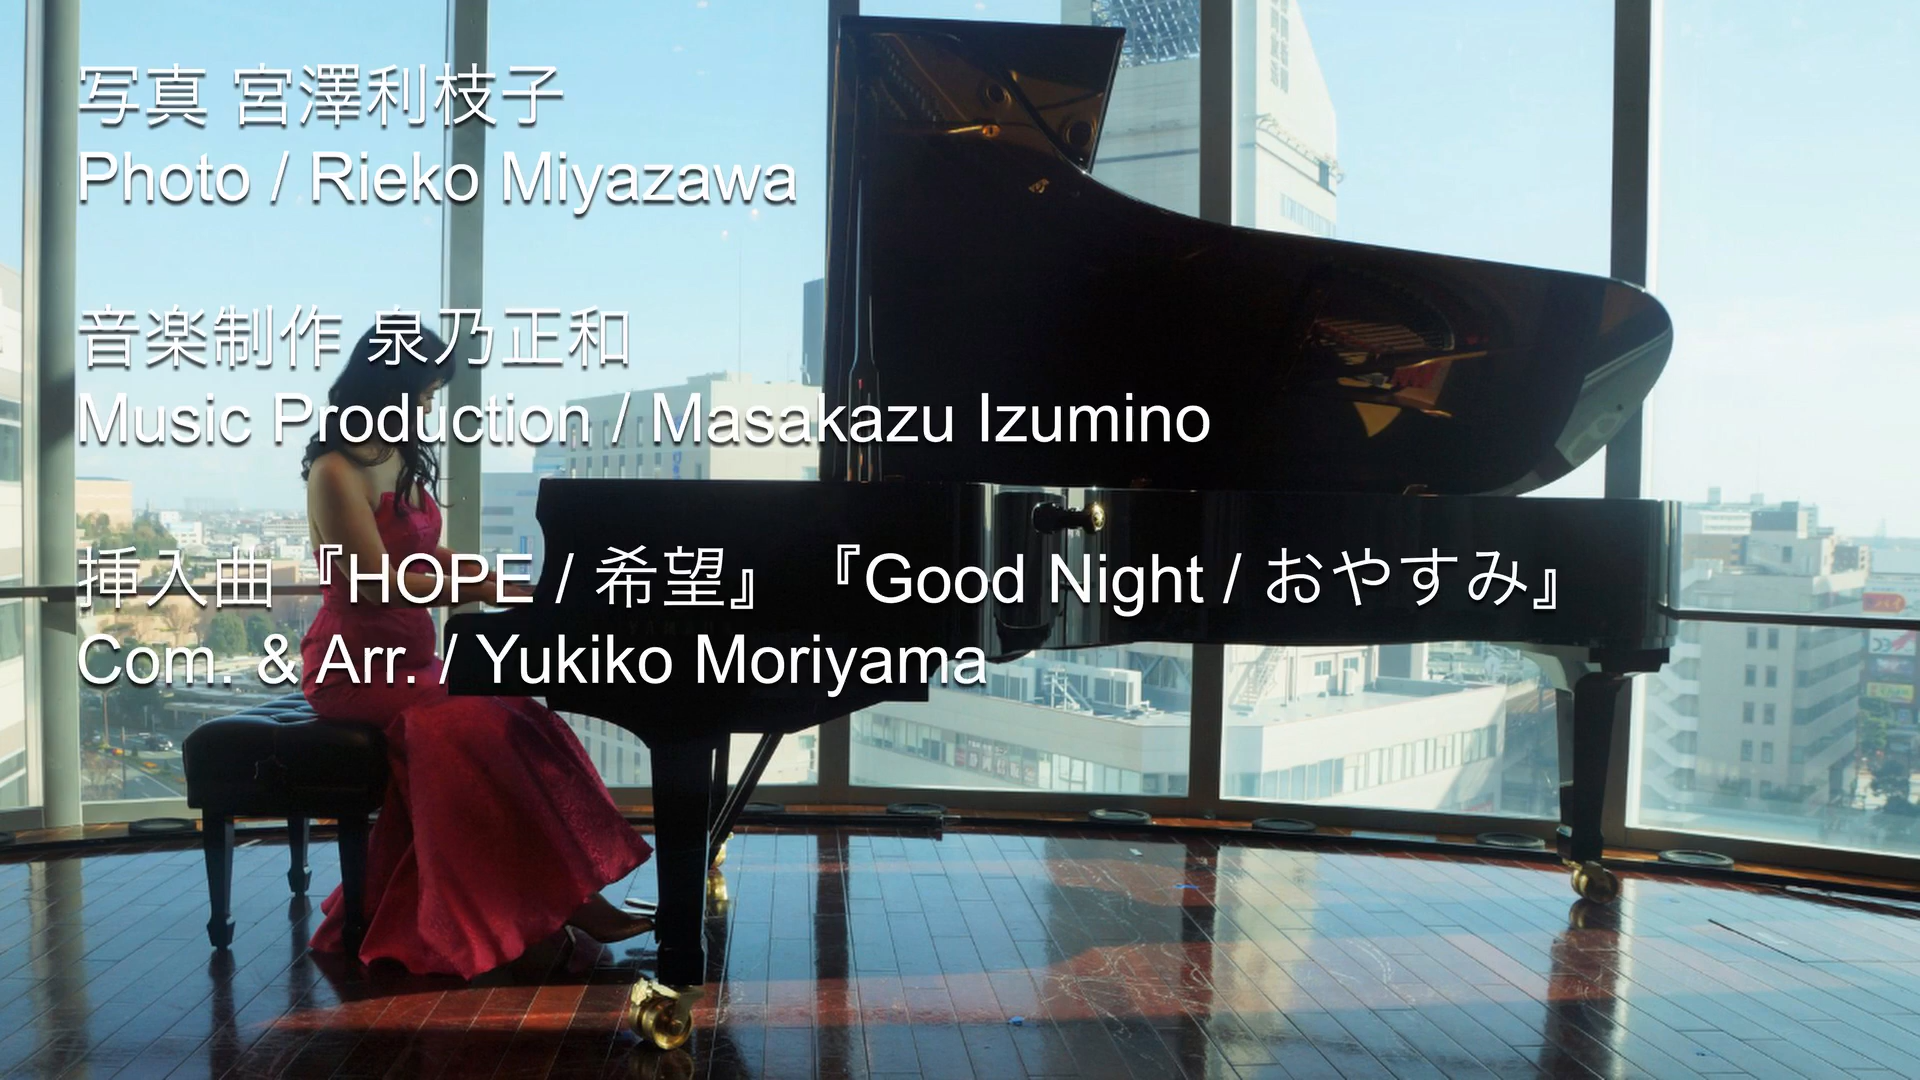 写真 宮澤利枝子
Photo / Rieko Miyazawa
音楽制作 泉乃正和
Music Production / Masakazu Izumino
挿入曲『HOPE / 希望』 『Good Night / おやすみ』
Com. & Arr. / Yukiko Moriyama